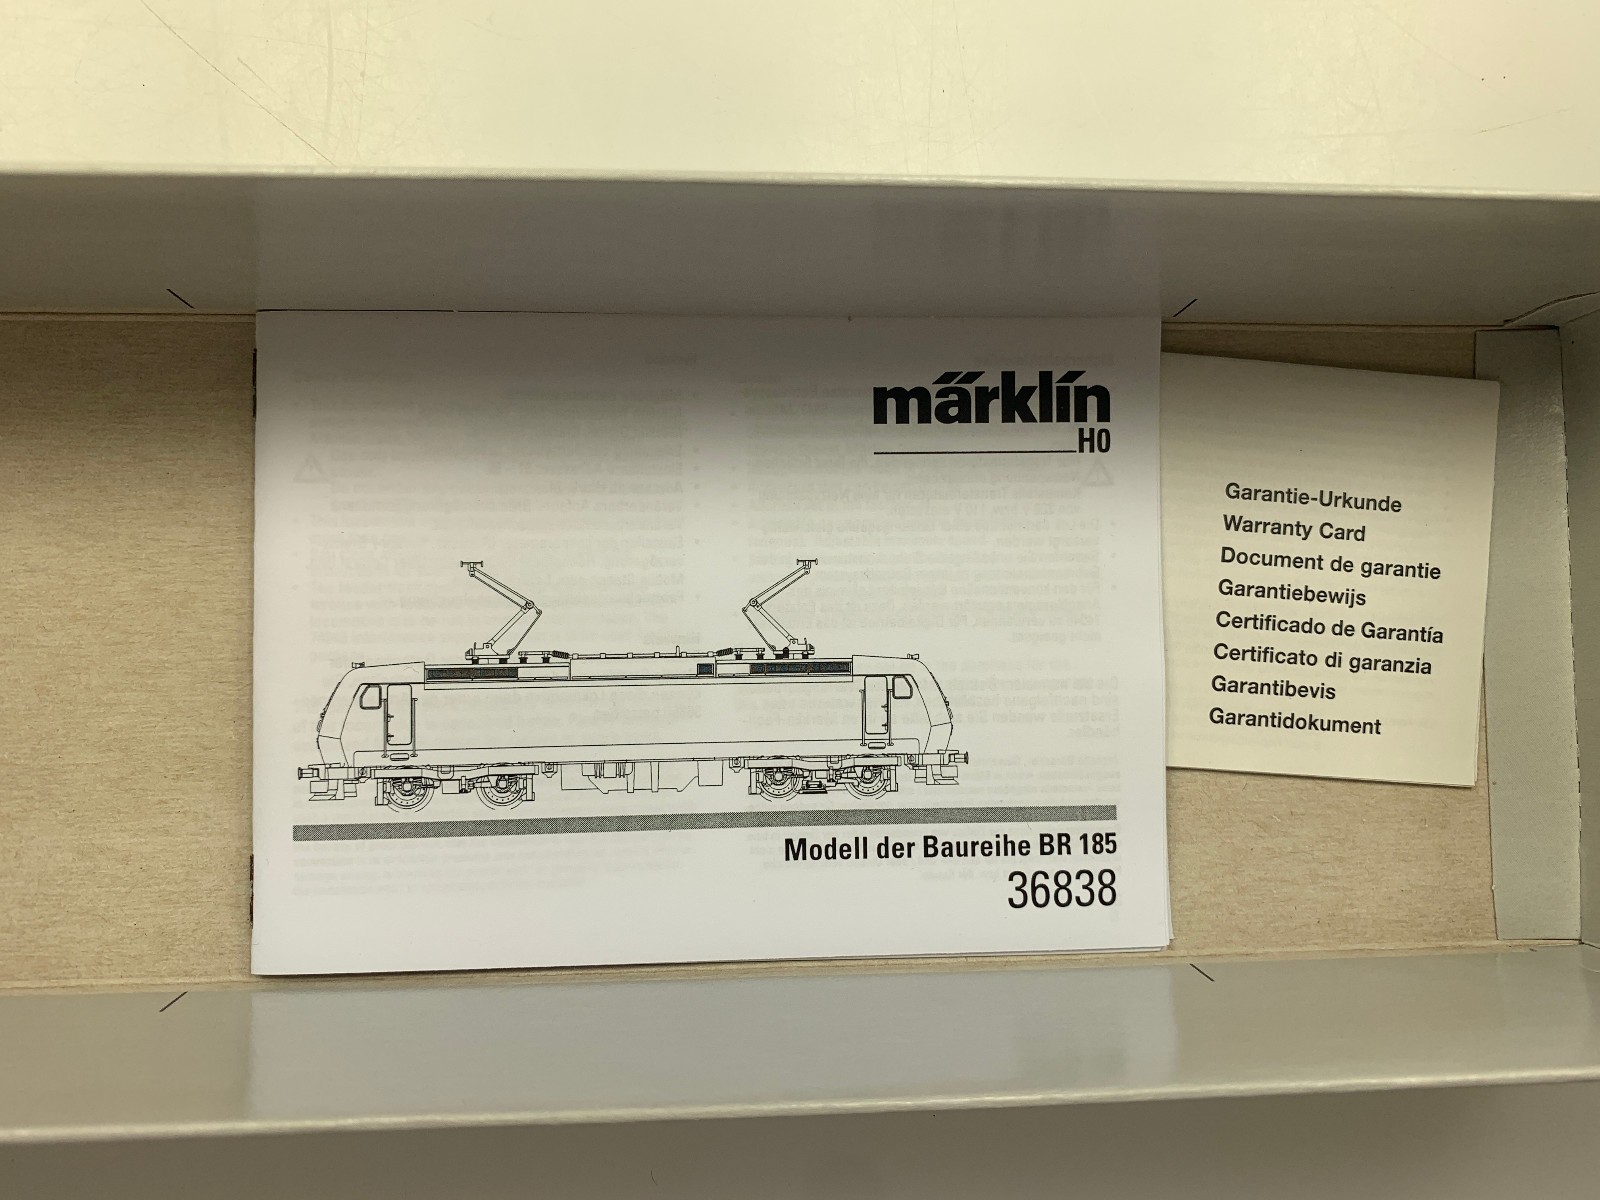 märklín
H0
Modell der Baureihe BR 185
36838
Garantie-Urkunde
Warranty Card
Document de garantie
Garantiebewijs
Certificado de Garantía
Certificato di garanzia
Garantibevis
Garantidokument